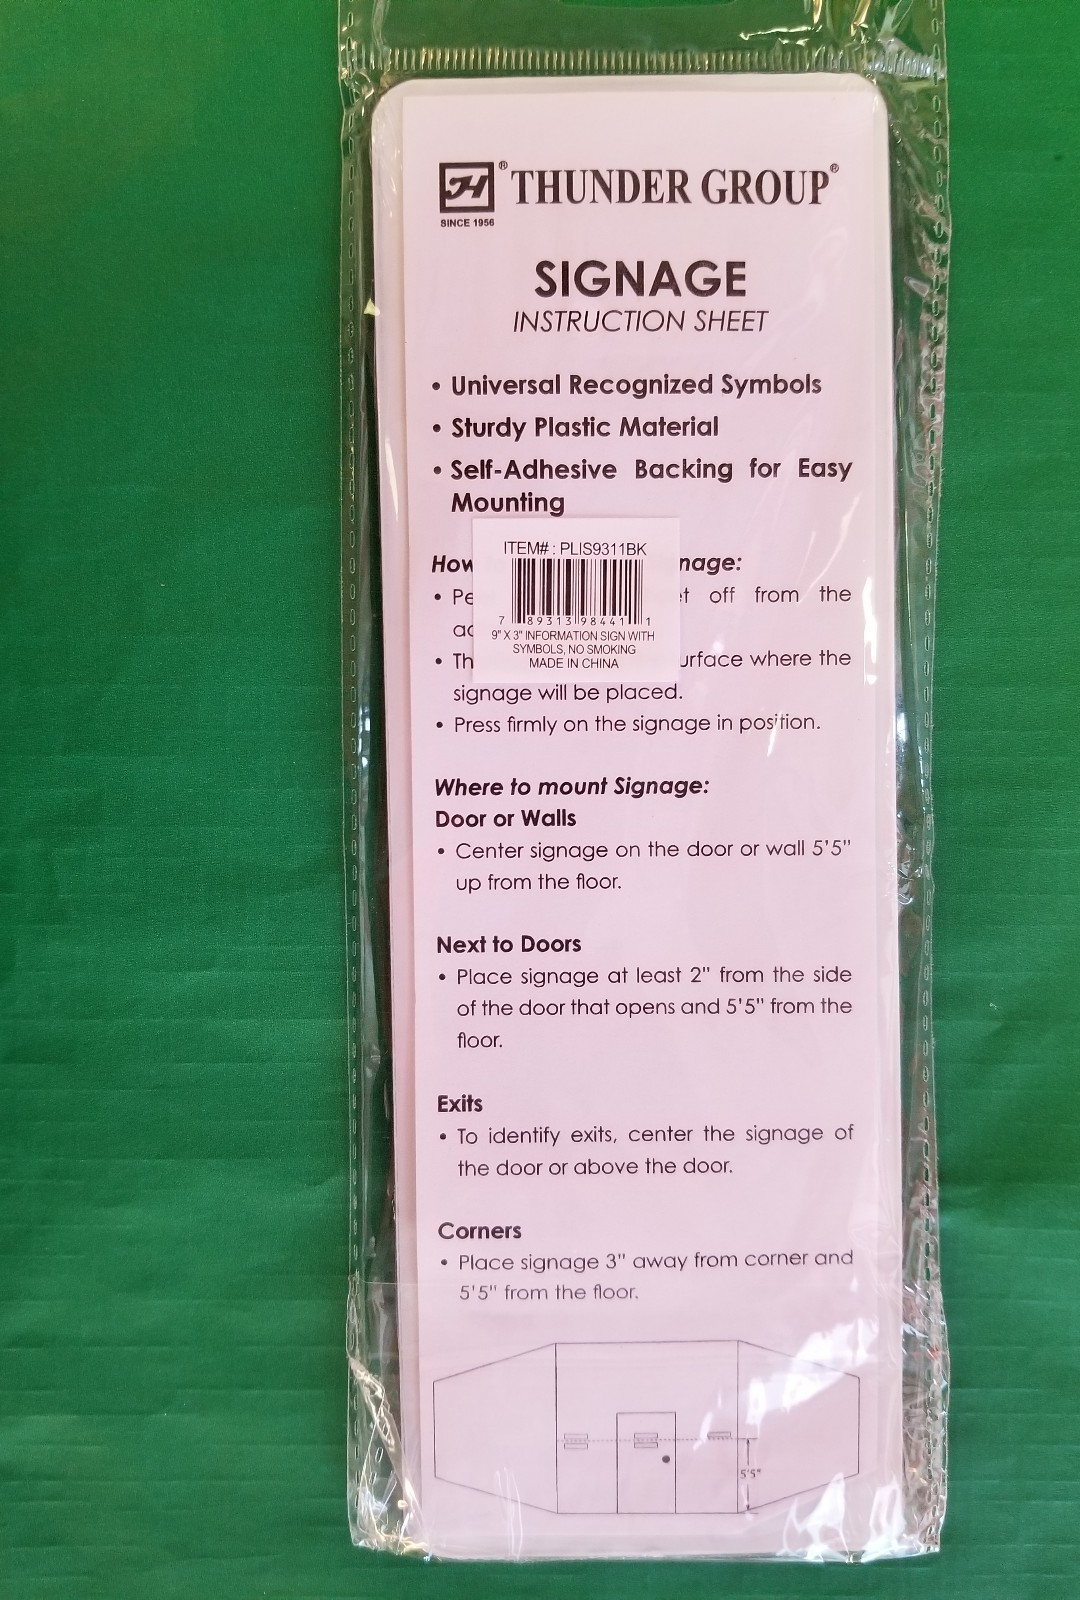 TH® THUNDER GROUP®
SINCE 1956
SIGNAGE
INSTRUCTION SHEET
• Universal Recognized Symbols
• Sturdy Plastic Material
• Self-Adhesive Backing for Easy
Mounting
How nage:
ITEM# : PLIS9311BK
7 89313 98441 1
9" X 3" INFORMATION SIGN WITH
SYMBOLS, NO SMOKING
MADE IN CHINA
• Pe et off from the
ac
• Th urface where the
signage will be placed.
• Press firmly on the signage in position.
Where to mount Signage:
Door or Walls
• Center signage on the door or wall 5'5"
up from the floor.
Next to Doors
• Place signage at least 2" from the side
of the door that opens and 5'5" from the
floor.
Exits
• To identify exits, center the signage of
the door or above the door.
Corners
• Place signage 3" away from corner and
5'5" from the floor.
5'5"